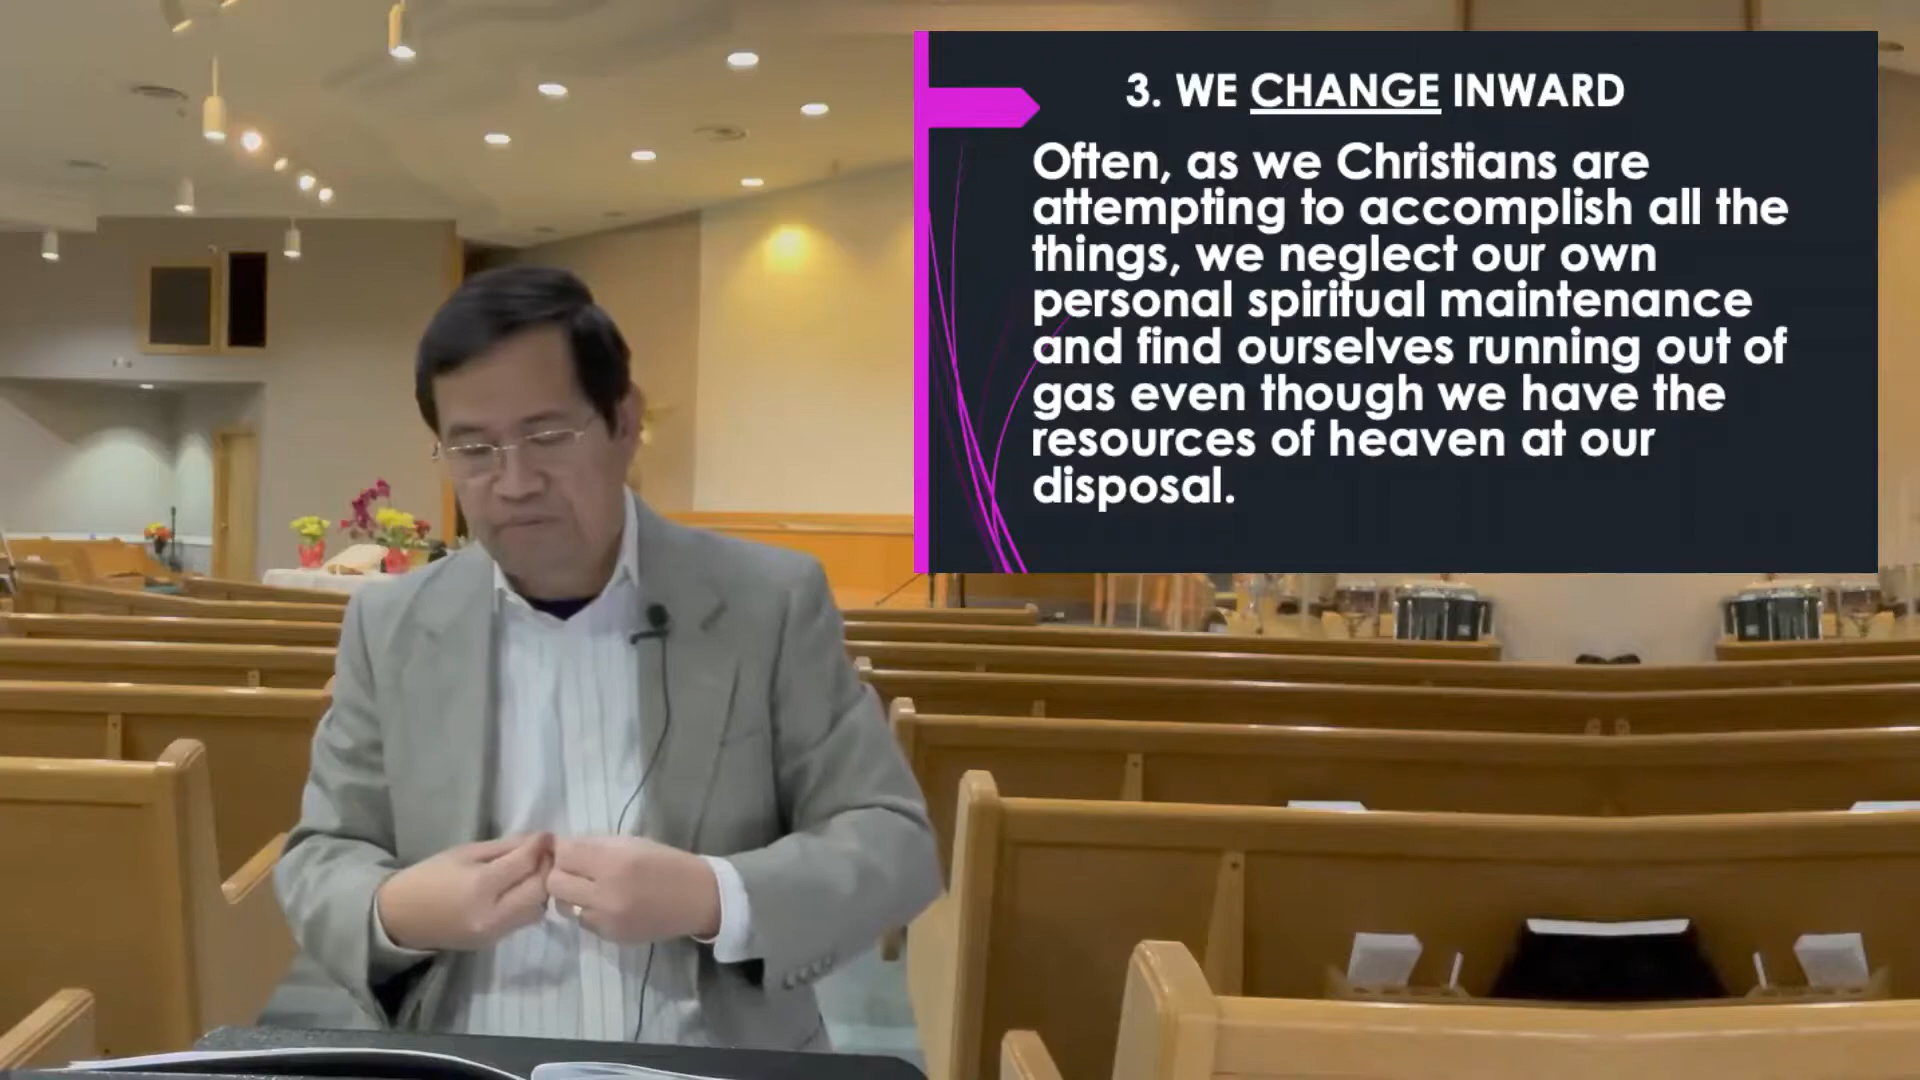 3. WE CHANGE INWARD
Often, as we Christians are
attempting to accomplish all the
things, we neglect our own
personal spiritual maintenance
and find ourselves running out of
gas even though we have the
resources of heaven at our
disposal.